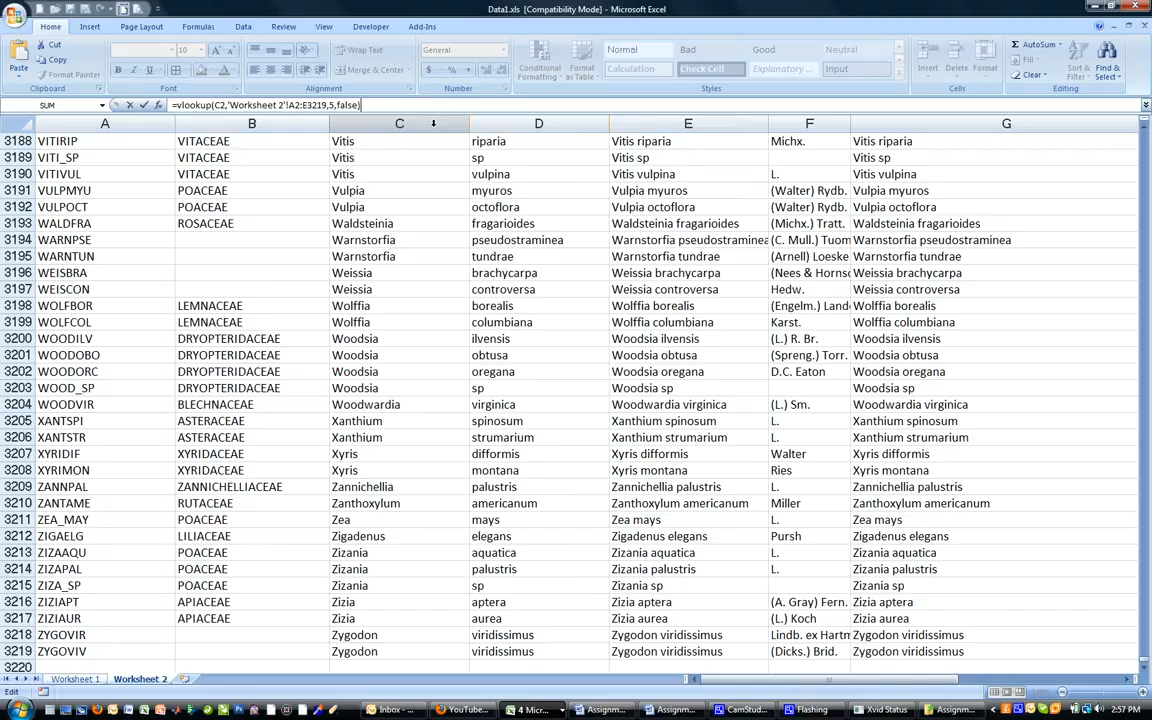 Data1.xls [Compatibility Mode] - Microsoft Excel
Home Insert Page Layout Formulas Data Review View Developer Add-Ins
Paste Cut Copy Format Painter Clipboard
10 Font
Wrap Text Merge & Center Alignment
General Number
Conditional Formatting Format as Table Normal Bad Good Neutral Calculation Check Cell Explanatory ... Input Styles
Insert Delete Format Cells
AutoSum Fill Clear Sort & Filter Find & Select Editing
SUM =vlookup(C2,'Worksheet 2'!A2:E3219,5,false)
A B C D E F G
3188 VITIRIP VITACEAE Vitis riparia Vitis riparia Michx. Vitis riparia
3189 VITI_SP VITACEAE Vitis sp Vitis sp Vitis sp
3190 VITIVUL VITACEAE Vitis vulpina Vitis vulpina L. Vitis vulpina
3191 VULPMYU POACEAE Vulpia myuros Vulpia myuros (Walter) Rydb. Vulpia myuros
3192 VULPOCT POACEAE Vulpia octoflora Vulpia octoflora (Walter) Rydb. Vulpia octoflora
3193 WALDFRA ROSACEAE Waldsteinia fragarioides Waldsteinia fragarioides (Michx.) Tratt. Waldsteinia fragarioides
3194 WARNPSE Warnstorfia pseudostraminea Warnstorfia pseudostraminea (C. Mull.) Tuom Warnstorfia pseudostraminea
3195 WARNTUN Warnstorfia tundrae Warnstorfia tundrae (Arnell) Loeske Warnstorfia tundrae
3196 WEISBRA Weissia brachycarpa Weissia brachycarpa (Nees & Hornsc Weissia brachycarpa
3197 WEISCON Weissia controversa Weissia controversa Hedw. Weissia controversa
3198 WOLFBOR LEMNACEAE Wolffia borealis Wolffia borealis (Engelm.) Land Wolffia borealis
3199 WOLFCOL LEMNACEAE Wolffia columbiana Wolffia columbiana Karst. Wolffia columbiana
3200 WOODILV DRYOPTERIDACEAE Woodsia ilvensis Woodsia ilvensis (L.) R. Br. Woodsia ilvensis
3201 WOODOBO DRYOPTERIDACEAE Woodsia obtusa Woodsia obtusa (Spreng.) Torr. Woodsia obtusa
3202 WOODORC DRYOPTERIDACEAE Woodsia oregana Woodsia oregana D.C. Eaton Woodsia oregana
3203 WOOD_SP DRYOPTERIDACEAE Woodsia sp Woodsia sp Woodsia sp
3204 WOODVIR BLECHNACEAE Woodwardia virginica Woodwardia virginica (L.) Sm. Woodwardia virginica
3205 XANTSPI ASTERACEAE Xanthium spinosum Xanthium spinosum L. Xanthium spinosum
3206 XANTSTR ASTERACEAE Xanthium strumarium Xanthium strumarium L. Xanthium strumarium
3207 XYRIDIF XYRIDACEAE Xyris difformis Xyris difformis Walter Xyris difformis
3208 XYRIMON XYRIDACEAE Xyris montana Xyris montana Ries Xyris montana
3209 ZANNPAL ZANNICHELLIACEAE Zannichellia palustris Zannichellia palustris L. Zannichellia palustris
3210 ZANTAME RUTACEAE Zanthoxylum americanum Zanthoxylum americanum Miller Zanthoxylum americanum
3211 ZEA_MAY POACEAE Zea mays Zea mays L. Zea mays
3212 ZIGAELG LILIACEAE Zigadenus elegans Zigadenus elegans Pursh Zigadenus elegans
3213 ZIZAAQU POACEAE Zizania aquatica Zizania aquatica L. Zizania aquatica
3214 ZIZAPAL POACEAE Zizania palustris Zizania palustris L. Zizania palustris
3215 ZIZA_SP POACEAE Zizania sp Zizania sp Zizania sp
3216 ZIZIAPT APIACEAE Zizia aptera Zizia aptera (A. Gray) Fern. Zizia aptera
3217 ZIZIAUR APIACEAE Zizia aurea Zizia aurea (L.) Koch Zizia aurea
3218 ZYGOVIR Zygodon viridissimus Zygodon viridissimus Lindb. ex Hartm Zygodon viridissimus
3219 ZYGOVIV Zygodon viridissimus Zygodon viridissimus (Dicks.) Brid. Zygodon viridissimus
3220
Worksheet 1 Worksheet 2
Edit
Inbox - ... YouTube... 4 Micr... Assignm... Assignm... CamStud... Flashing Xvid Status Assignm... 2:57 PM